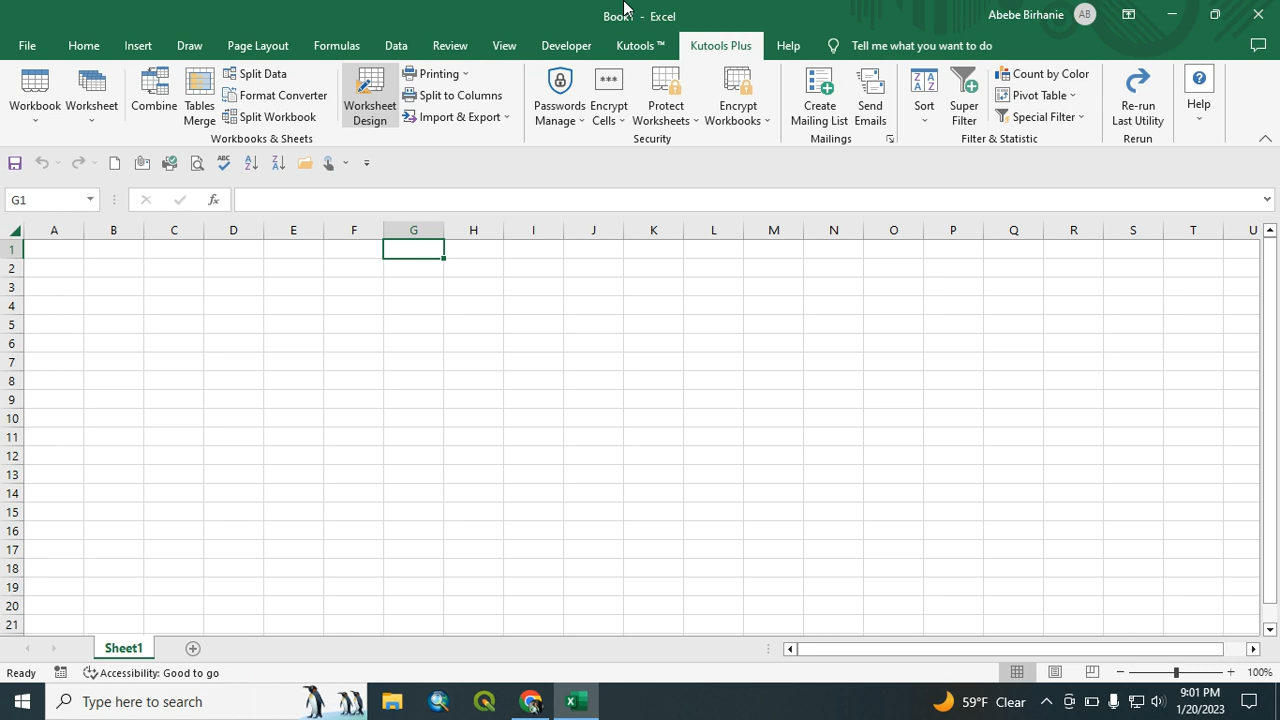 Book1 - Excel
Abebe Birhanie AB
File Home Insert Draw Page Layout Formulas Data Review View Developer Kutools ™ Kutools Plus Help Tell me what you want to do
Workbook Worksheet Combine Tables Merge Split Data Format Converter Split Workbook Worksheet Design Printing Split to Columns Import & Export
Passwords Manage Encrypt Cells Protect Worksheets Encrypt Workbooks
Create Mailing List Send Emails
Sort Super Filter Count by Color Pivot Table Special Filter
Re-run Last Utility Help
Workbooks & Sheets Security Mailings Filter & Statistic Rerun
G1 fx
A B C D E F G H I J K L M N O P Q R S T U
1
2
3
4
5
6
7
8
9
10
11
12
13
14
15
16
17
18
19
20
21
Sheet1
Ready Accessibility: Good to go 100%
Type here to search 59°F Clear 9:01 PM
1/20/2023